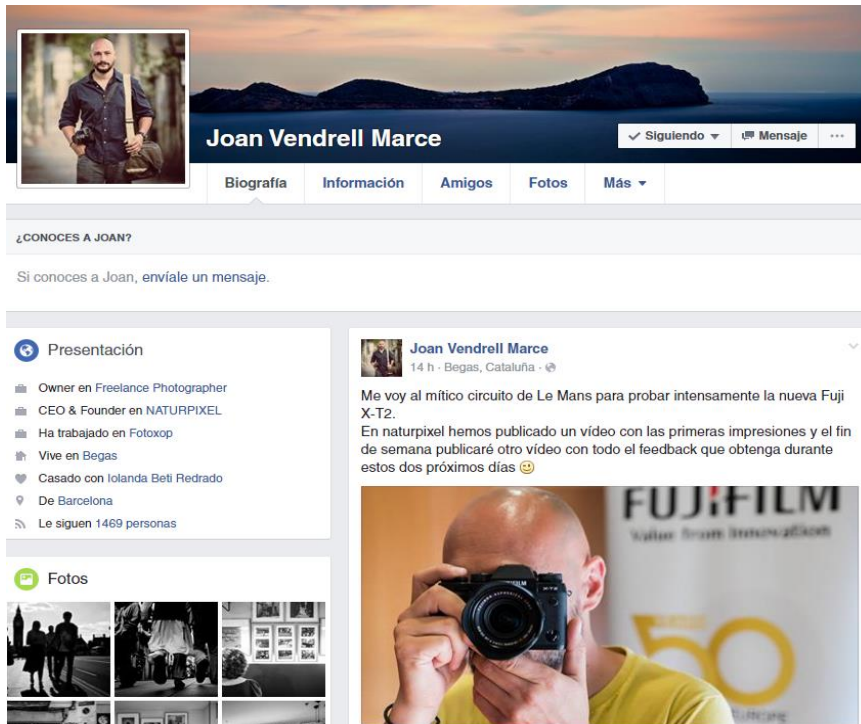 Joan Vendrell Marce
Siguiendo
Mensaje
Biografía
Información
Amigos
Fotos
Más
¿CONOCES A JOAN?
Si conoces a Joan, envíale un mensaje.
Presentación
Owner en Freelance Photographer
CEO & Founder en NATURPIXEL
Ha trabajado en Fotoxop
Vive en Begas
Casado con Iolanda Beti Redrado
De Barcelona
Le siguen 1469 personas
Fotos
Joan Vendrell Marce
14 h · Begas, Cataluña ·
Me voy al mítico circuito de Le Mans para probar intensamente la nueva Fuji
X-T2.
En naturpixel hemos publicado un vídeo con las primeras impresiones y el fin
de semana publicaré otro vídeo con todo el feedback que obtenga durante
estos dos próximos días
FUJIFILM
Value from Innovation
50